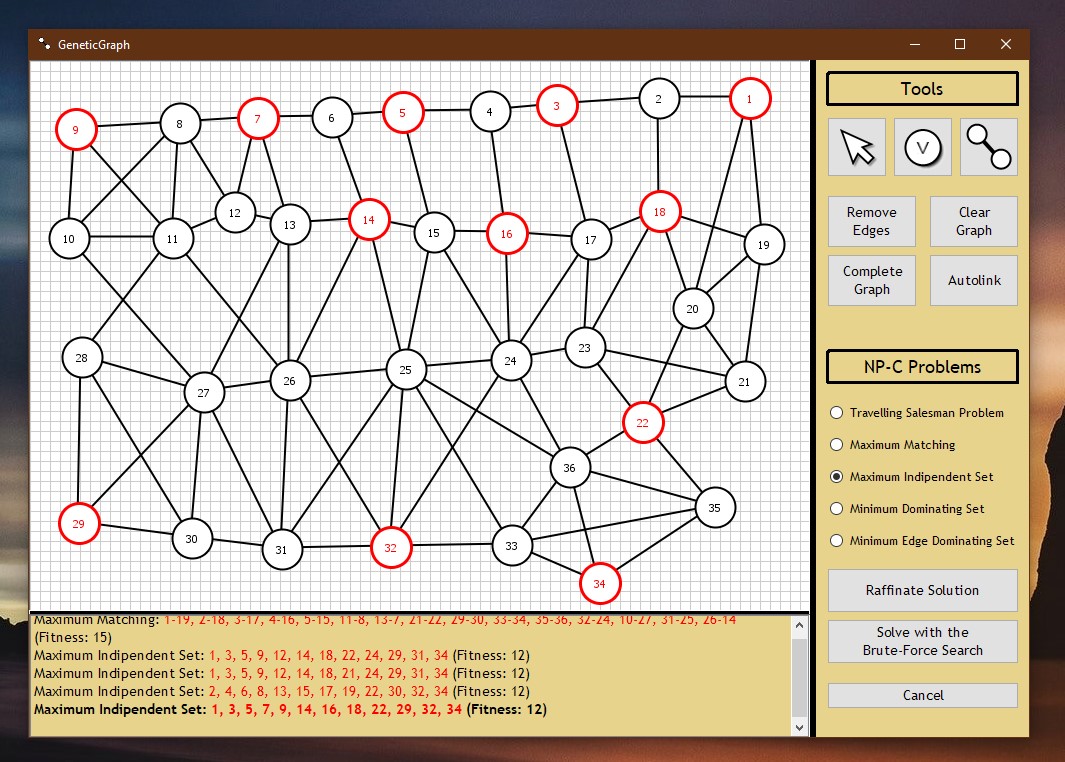 GeneticGraph
9
8
7
6
5
4
3
2
1
10
11
12
13
14
15
16
17
18
19
20
28
27
26
25
24
23
21
22
36
35
29
30
31
32
33
34
Maximum Matching: 1-19, 2-18, 3-17, 4-16, 5-15, 11-8, 13-7, 21-22, 29-30, 33-34, 35-36, 32-24, 10-27, 31-25, 26-14
(Fitness: 15)
Maximum Indipendent Set: 1, 3, 5, 9, 12, 14, 18, 22, 24, 29, 31, 34 (Fitness: 12)
Maximum Indipendent Set: 1, 3, 5, 9, 12, 14, 18, 21, 24, 29, 31, 34 (Fitness: 12)
Maximum Indipendent Set: 2, 4, 6, 8, 13, 15, 17, 19, 22, 30, 32, 34 (Fitness: 12)
Maximum Indipendent Set: 1, 3, 5, 7, 9, 14, 16, 18, 22, 29, 32, 34 (Fitness: 12)
Tools
V
Remove
Edges
Clear
Graph
Complete
Graph
Autolink
NP-C Problems
Travelling Salesman Problem
Maximum Matching
Maximum Indipendent Set
Minimum Dominating Set
Minimum Edge Dominating Set
Raffinate Solution
Solve with the
Brute-Force Search
Cancel